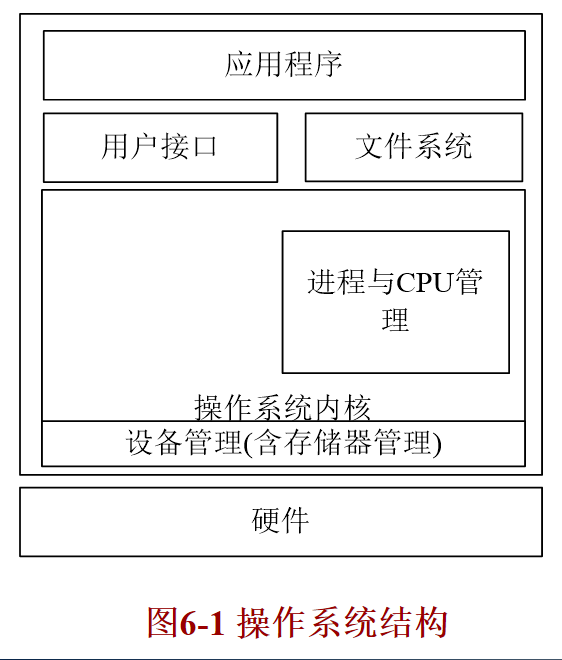 应用程序
用户接口
文件系统
进程与CPU管
理
操作系统内核
设备管理(含存储器管理)
硬件
图6-1 操作系统结构